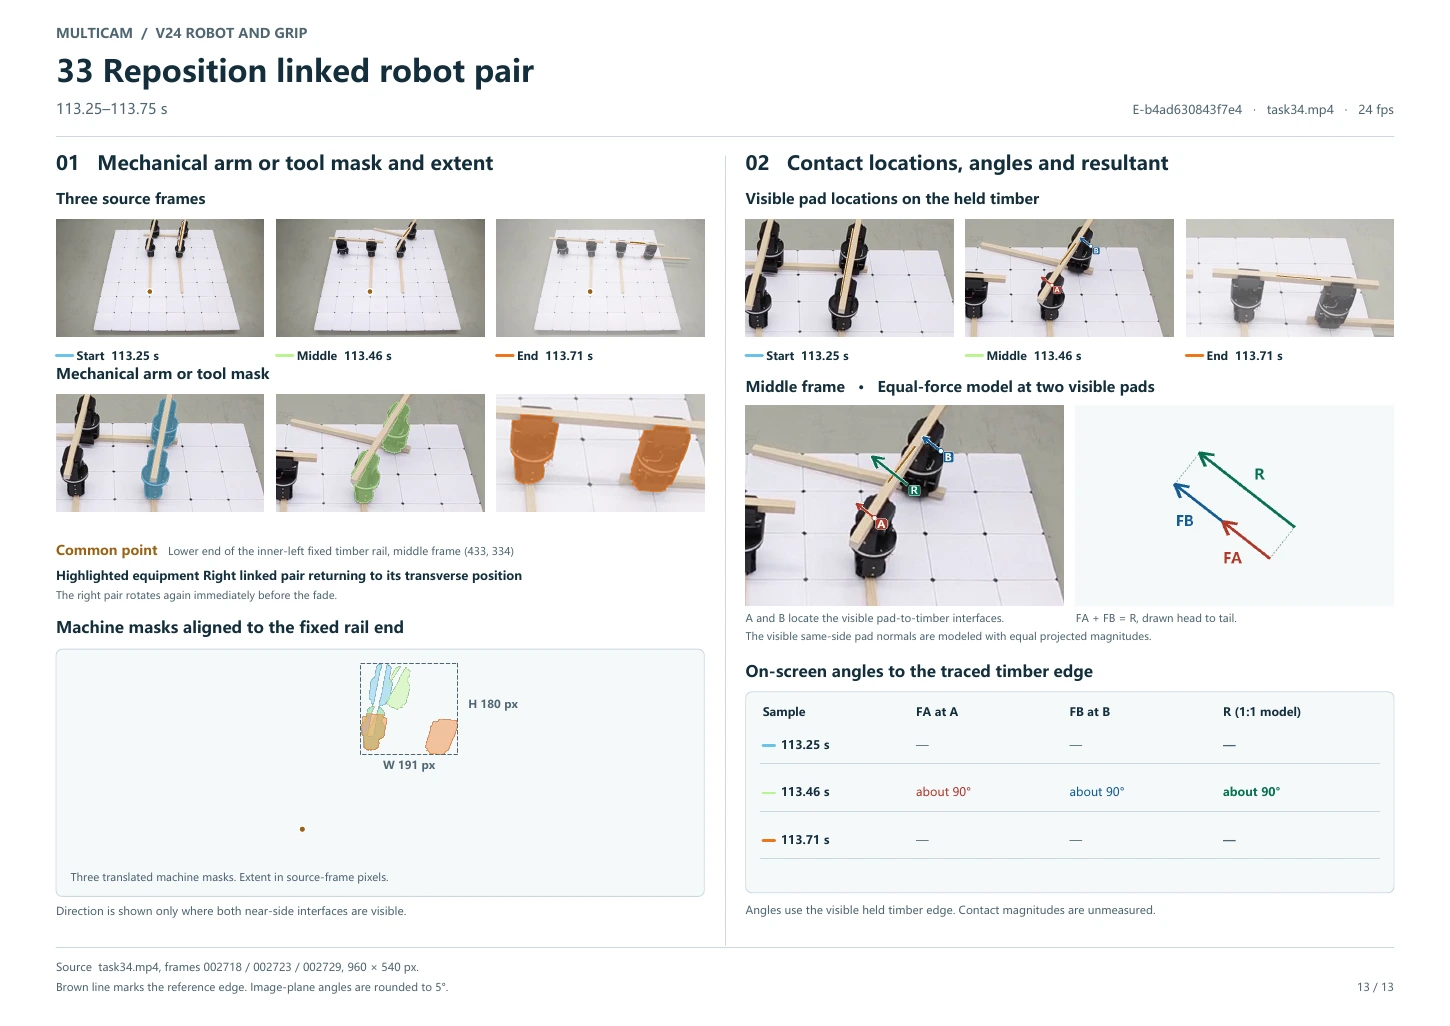 MULTICAM / V24 ROBOT AND GRIP
33 Reposition linked robot pair
113.25–113.75 s
E-b4ad630843f7e4 · task34.mp4 · 24 fps
01 Mechanical arm or tool mask and extent
Three source frames
Start 113.25 s
Middle 113.46 s
End 113.71 s
Mechanical arm or tool mask
Common point Lower end of the inner-left fixed timber rail, middle frame (433, 334)
Highlighted equipment Right linked pair returning to its transverse position
The right pair rotates again immediately before the fade.
Machine masks aligned to the fixed rail end
H 180 px
W 191 px
Three translated machine masks. Extent in source-frame pixels.
Direction is shown only where both near-side interfaces are visible.
02 Contact locations, angles and resultant
Visible pad locations on the held timber
B
A
Start 113.25 s
Middle 113.46 s
End 113.71 s
Middle frame • Equal-force model at two visible pads
B
R
A
R
FB
FA
A and B locate the visible pad-to-timber interfaces.
FA + FB = R, drawn head to tail.
The visible same-side pad normals are modeled with equal projected magnitudes.
On-screen angles to the traced timber edge
Sample FA at A FB at B R (1:1 model)
113.25 s — — —
113.46 s about 90° about 90° about 90°
113.71 s — — —
Angles use the visible held timber edge. Contact magnitudes are unmeasured.
Source task34.mp4, frames 002718 / 002723 / 002729, 960 × 540 px.
Brown line marks the reference edge. Image-plane angles are rounded to 5°.
13 / 13